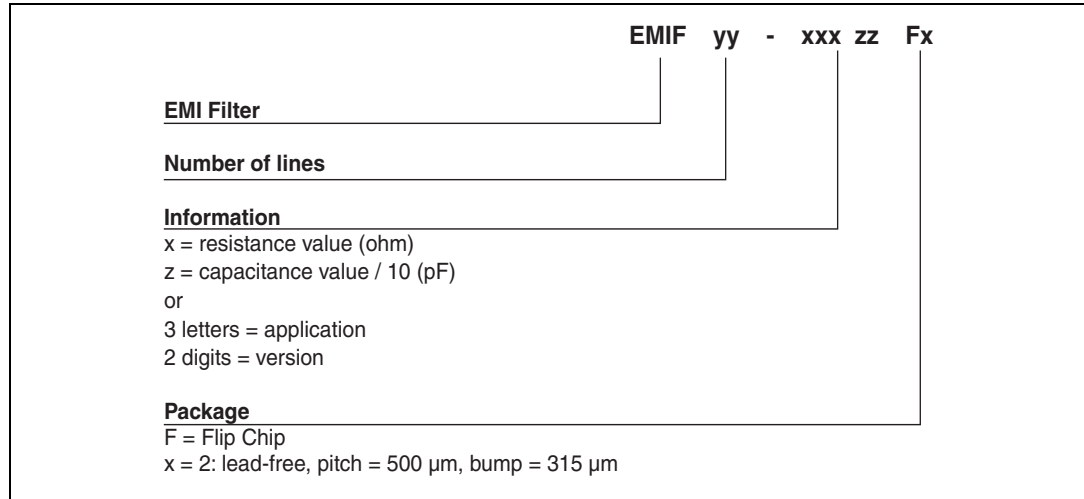 EMIF yy - xxx zz Fx
EMI Filter
Number of lines
Information
x = resistance value (ohm)
z = capacitance value / 10 (pF)
or
3 letters = application
2 digits = version
Package
F = Flip Chip
x = 2: lead-free, pitch = 500 µm, bump = 315 µm